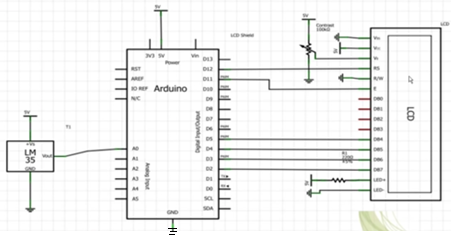 5V
LCD Shield
LCD
5V
Contrast
100kΩ
3V3
5V
Vin
Power
RST
AREF
IO REF
N/C
Arduino
D13
D12
D11
D10
D9
D8
D7
D6
D5
D4
D3
D2
D1
D0
SCL
SDA
Digital Input/Output
Analog Input
A0
A1
A2
A3
A4
A5
GND
5V
T1
+Vs
LM
35
Vout
GND
RS
R/W
E
DB0
DB1
DB2
DB3
DB4
DB5
DB6
DB7
LED+
LED-
LCD
R1